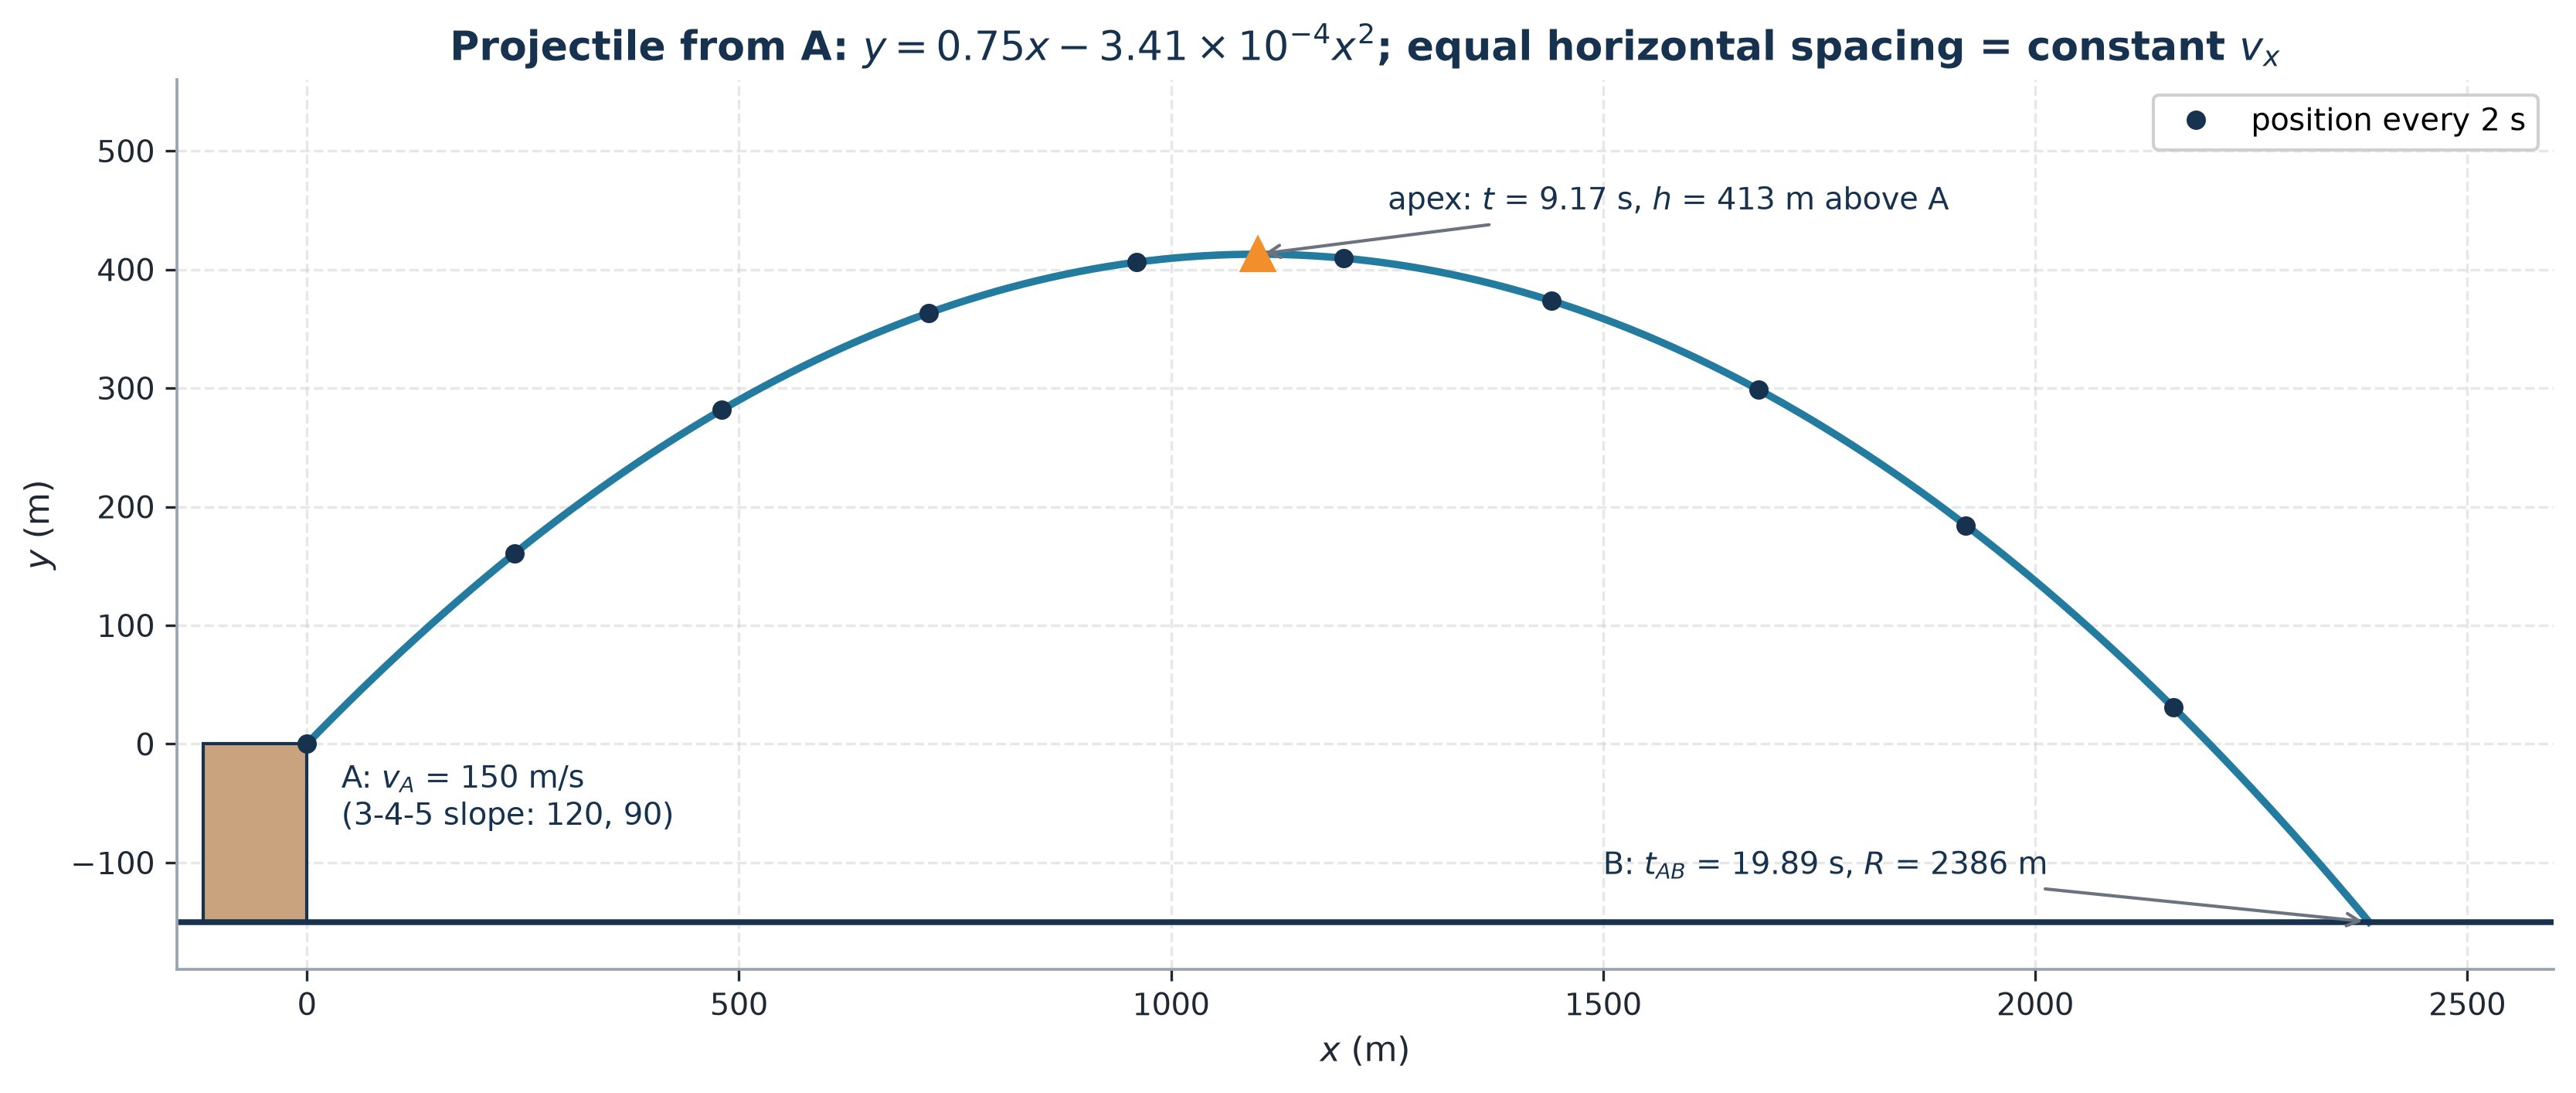 Projectile from A: y = 0.75x − 3.41 × 10⁻⁴x²; equal horizontal spacing = constant vₓ
position every 2 s
500
apex: t = 9.17 s, h = 413 m above A
400
300
200
100
0
−100
y (m)
A: v_A = 150 m/s
(3-4-5 slope: 120, 90)
B: t_AB = 19.89 s, R = 2386 m
0 500 1000 1500 2000 2500
x (m)